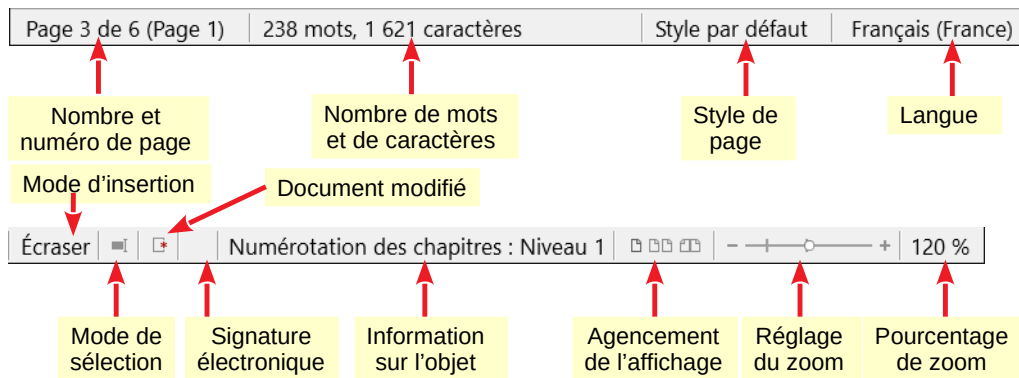 Page 3 de 6 (Page 1) 238 mots, 1 621 caractères Style par défaut Français (France)
Nombre et
numéro de page
Nombre de mots
et de caractères
Style de
page
Langue
Mode d'insertion
Document modifié
Écraser Numérotation des chapitres : Niveau 1 120 %
Mode de
sélection
Signature
électronique
Information
sur l'objet
Agencement
de l'affichage
Réglage
du zoom
Pourcentage
de zoom